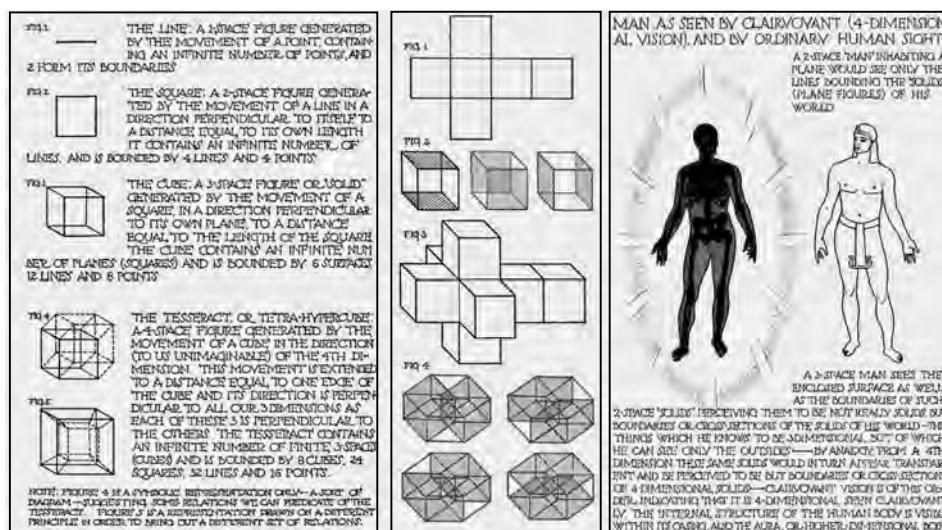 FIG.1
THE LINE: A 1-SPACE FIGURE GENERATED
BY THE MOVEMENT OF A POINT, CONTAIN-
ING AN INFINITE NUMBER OF POINTS, AND
2 FORM ITS BOUNDARIES
FIG.2
THE SQUARE: A 2-SPACE FIGURE GENERA-
TED BY THE MOVEMENT OF A LINE IN A
DIRECTION PERPENDICULAR TO ITSELF TO
A DISTANCE EQUAL TO ITS OWN LENGTH
IT CONTAINS AN INFINITE NUMBER OF
LINES, AND IS BOUNDED BY 4 LINES AND 4 POINTS
FIG.3
THE CUBE: A 3-SPACE FIGURE OR "SOLID"
GENERATED BY THE MOVEMENT OF A
SQUARE, IN A DIRECTION PERPENDICULAR
TO ITS OWN PLANE, TO A DISTANCE
EQUAL TO THE LENGTH OF THE SQUARE
THE CUBE CONTAINS AN INFINITE NUM
BER OF PLANES (SQUARES) AND IS BOUNDED BY 6 SURFACES,
12 LINES AND 8 POINTS
FIG.4
THE TESSERACT, OR TETRA-HYPERCUBE:
A 4-SPACE FIGURE GENERATED BY THE
MOVEMENT OF A CUBE IN THE DIRECTION
(TO US UNIMAGINABLE) OF THE 4TH DI-
MENSION. THIS MOVEMENT IS EXTENDED
TO A DISTANCE EQUAL TO ONE EDGE OF
THE CUBE AND ITS DIRECTION IS PERPEN-
DICULAR TO ALL OUR 3 DIMENSIONS AS
EACH OF THESE 3 IS PERPENDICULAR TO
THE OTHERS. THE TESSERACT CONTAINS
AN INFINITE NUMBER OF FINITE 3-SPACES
(CUBES) AND IS BOUNDED BY 8 CUBES, 24
SQUARES, 32 LINES AND 16 POINTS.
FIG.5
NOTE: FIGURE 4 IS A SYMBOLIC REPRESENTATION ONLY—A SORT OF
DIAGRAM—SUGGESTING SOME RELATIONS WE CAN PREDICATE OF THE
TESSERACT. FIGURE 5 IS A REPRESENTATION DRAWN ON A DIFFERENT
PRINCIPLE IN ORDER TO BRING OUT A DIFFERENT SET OF RELATIONS.
FIG.1
FIG.2
FIG 3
FIG 4
MAN AS SEEN BY CLAIRVOYANT (4-DIMENSION-
AL VISION), AND BY ORDINARY HUMAN SIGHT
A 2-SPACE 'MAN' INHABITING A
PLANE WOULD SEE ONLY THE
LINES BOUNDING THE 'SOLIDS'
(PLANE FIGURES) OF HIS
WORLD
A 3-SPACE MAN SEES THE
ENCLOSED SURFACE AS WELL
AS THE BOUNDARIES OF SUCH
2-SPACE "SOLIDS", PERCEIVING THEM TO BE NOT REALLY SOLIDS BUT
BOUNDARIES OR CROSS-SECTIONS OF THE SOLIDS OF HIS WORLD—THE
THINGS WHICH HE KNOWS TO BE 3-DIMENSIONAL, BUT OF WHICH
HE CAN SEE ONLY THE OUTSIDES—BY ANALOGY, FROM A 4TH
DIMENSION THESE SAME SOLIDS WOULD IN TURN APPEAR TRANSPAR
ENT AND BE PERCEIVED TO BE BUT BOUNDARIES OR CROSS-SECTIONS
OF 4-DIMENSIONAL SOLIDS—CLAIRVOYANT VISION IS OF THIS OR-
DER, INDICATING THAT IT IS 4-DIMENSIONAL. SEEN CLAIRVOYANT
LY, THE INTERNAL STRUCTURE OF THE HUMAN BODY IS VISIBLE
WITHIN ITS CASING, ALSO THE AURA, OR HIGHER-DIMENSIONAL